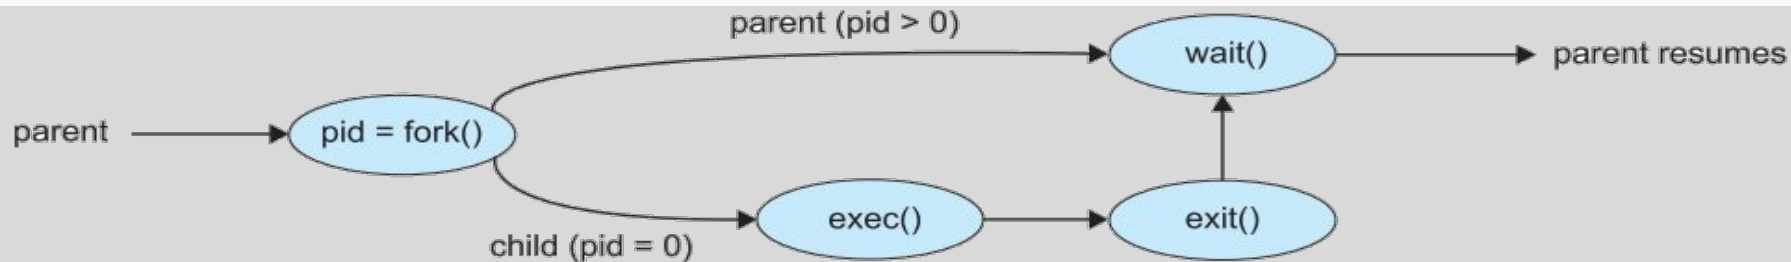 parent (pid > 0)
wait()
parent resumes
parent
pid = fork()
exec()
exit()
child (pid = 0)